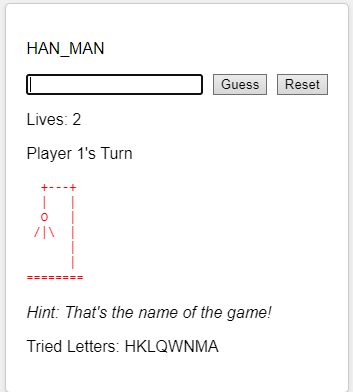 HAN_MAN
Guess Reset
Lives: 2
Player 1's Turn
  +---+
  |   |
  O   |
 /|\  |
      |
      |
========
Hint: That's the name of the game!
Tried Letters: HKLQWNMA